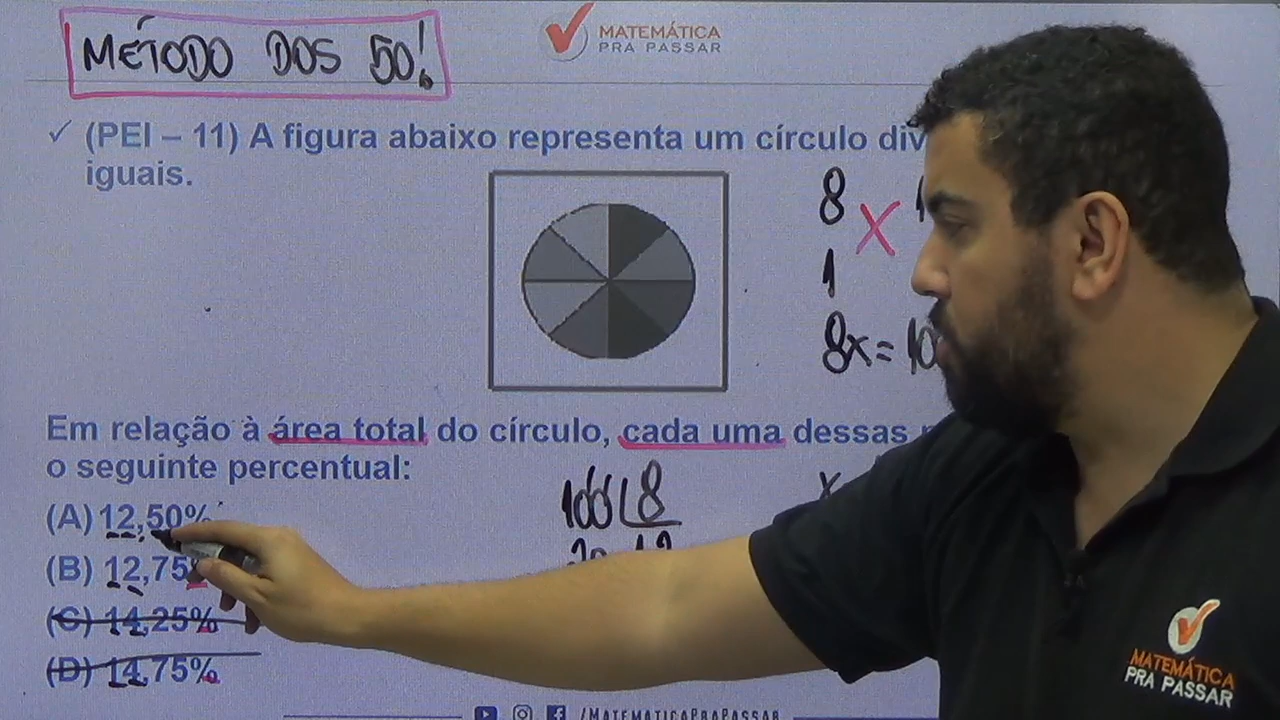 MÉTODO DOS 50!
MATEMÁTICA
PRA PASSAR
✓ (PEI – 11) A figura abaixo representa um círculo
iguais.
8 X
1
8x = 10
Em relação à área total do círculo, cada uma dessas
o seguinte percentual:
100 8
x
(A) 12,50%
(B) 12,75
(C) 14,25%
(D) 14,75%
MATEMÁTICA
PRA PASSAR
/MATEMATICAPRAPASSAR